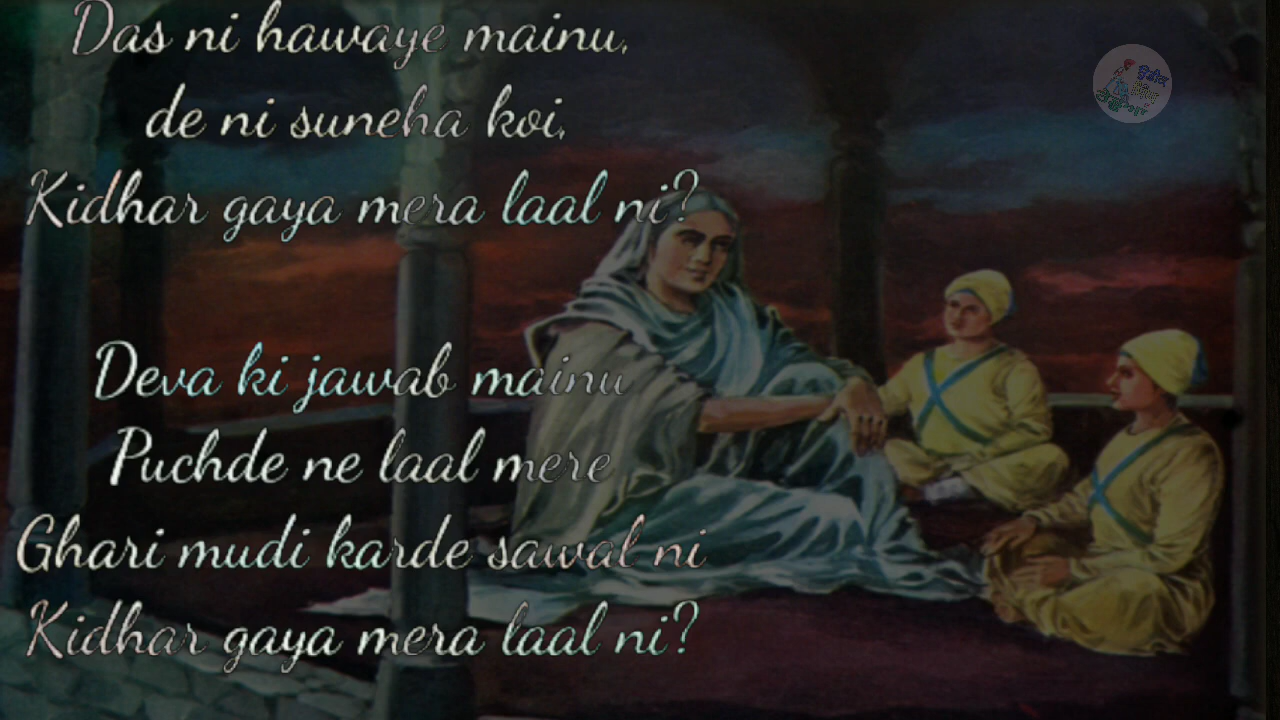 Das ni hawaye mainu,
de ni suneha koi,
Kidhar gaya mera laal ni?
Deva ki jawab mainu
Puchde ne laal mere
Ghari mudi karde sawal ni
Kidhar gaya mera laal ni?